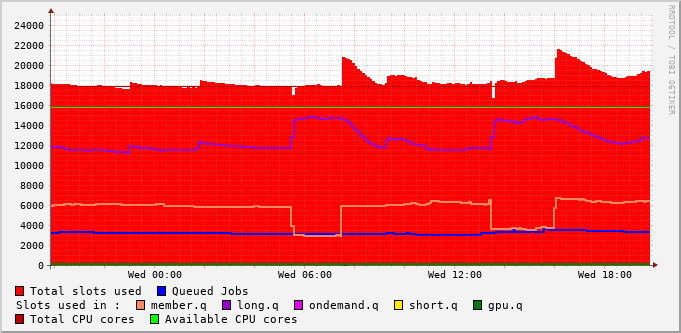 24000
22000
20000
18000
16000
14000
12000
10000
8000
6000
4000
2000
0
Wed 00:00 Wed 06:00 Wed 12:00 Wed 18:00
Total slots used Queued Jobs
Slots used in : member.q long.q ondemand.q short.q gpu.q
Total CPU cores Available CPU cores
RRDTOOL / TOBI OETIKER